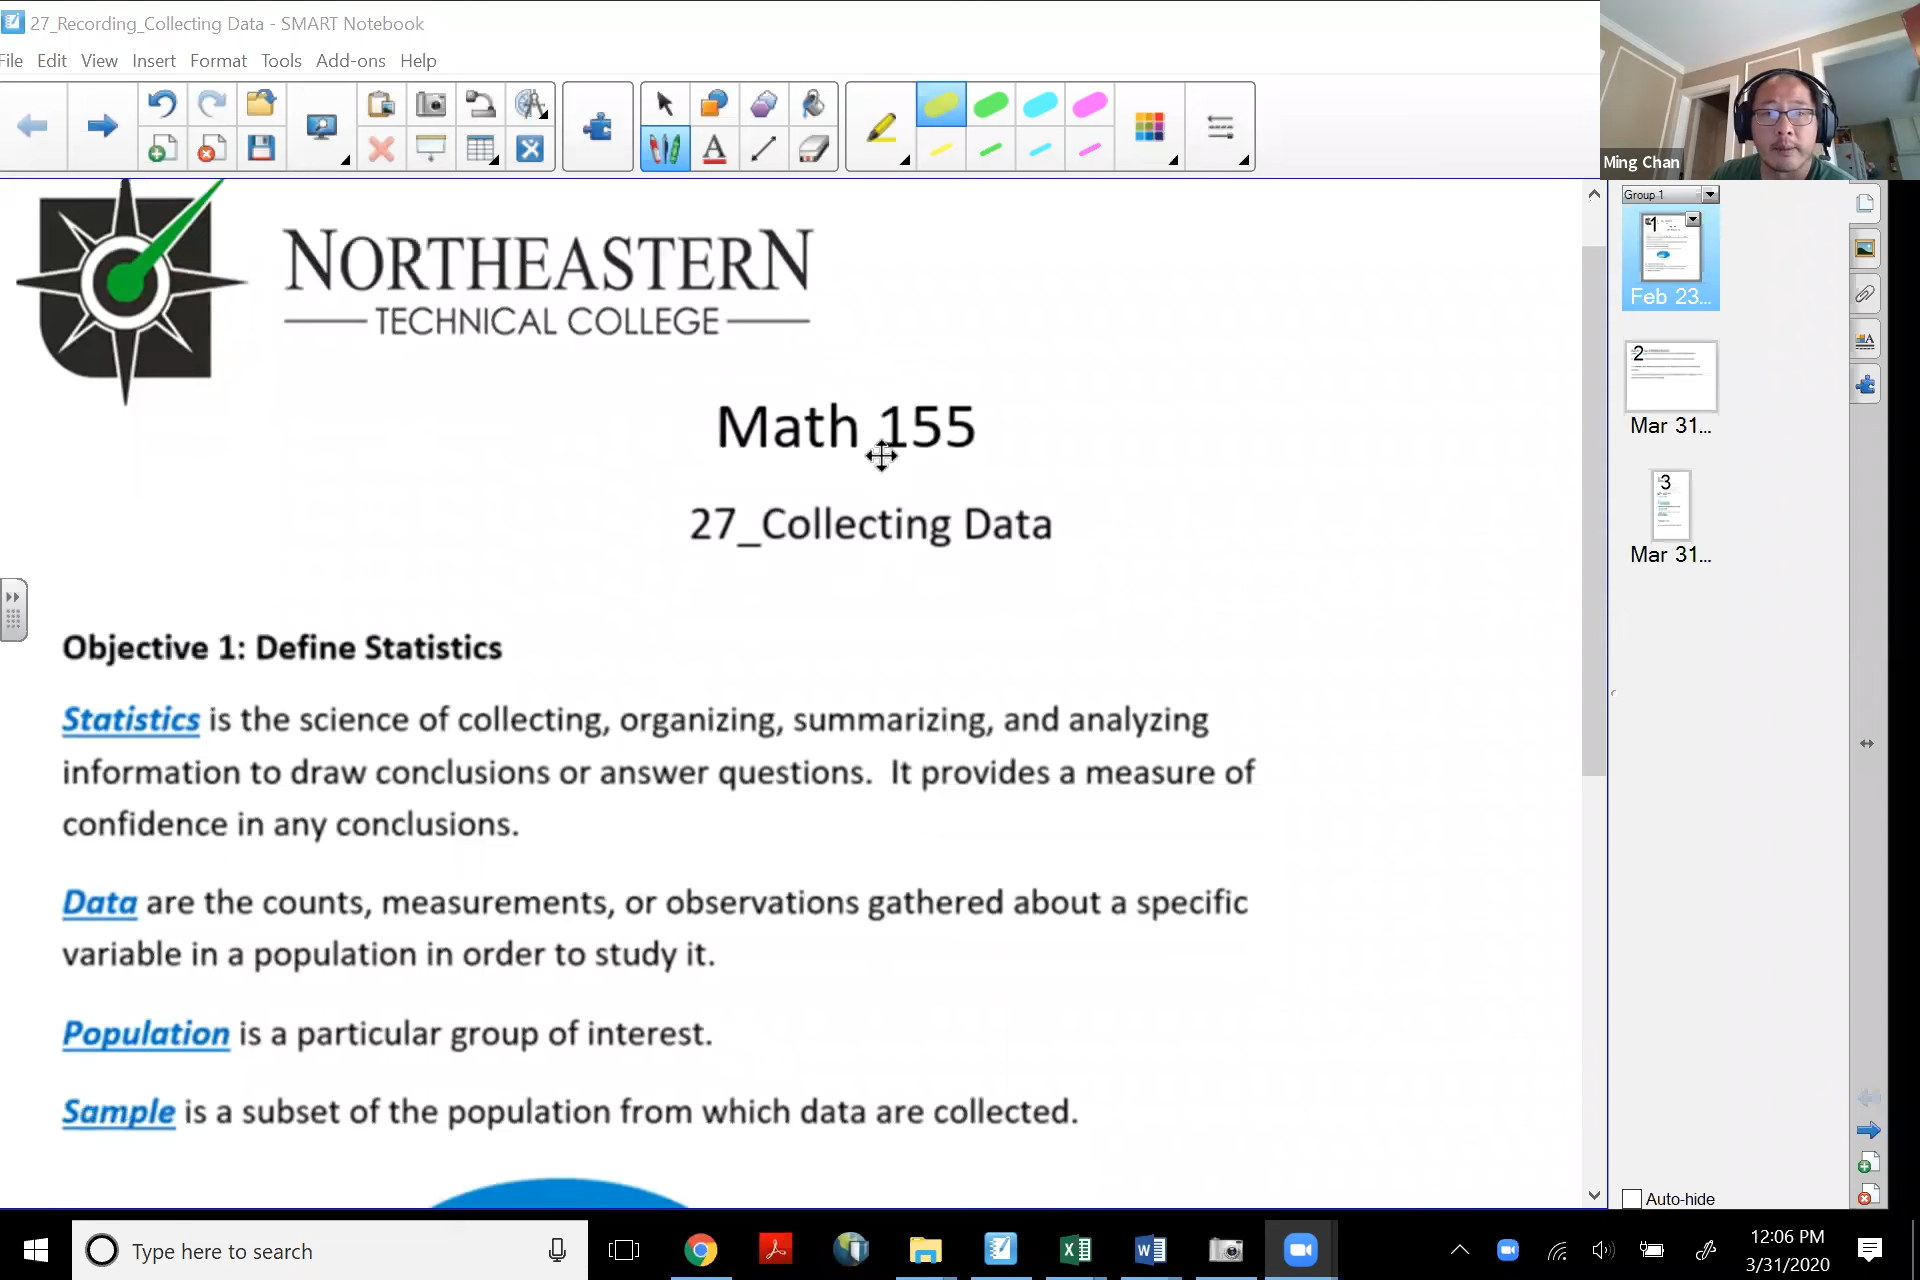 27_Recording_Collecting Data - SMART Notebook
File Edit View Insert Format Tools Add-ons Help
Ming Chan
NORTHEASTERN
TECHNICAL COLLEGE
Math 155
27_Collecting Data
Objective 1: Define Statistics
Statistics is the science of collecting, organizing, summarizing, and analyzing
information to draw conclusions or answer questions.  It provides a measure of
confidence in any conclusions.
Data are the counts, measurements, or observations gathered about a specific
variable in a population in order to study it.
Population is a particular group of interest.
Sample is a subset of the population from which data are collected.
Group 1
1
Feb 23...
2
Mar 31...
3
Mar 31...
Auto-hide
Type here to search
12:06 PM
3/31/2020